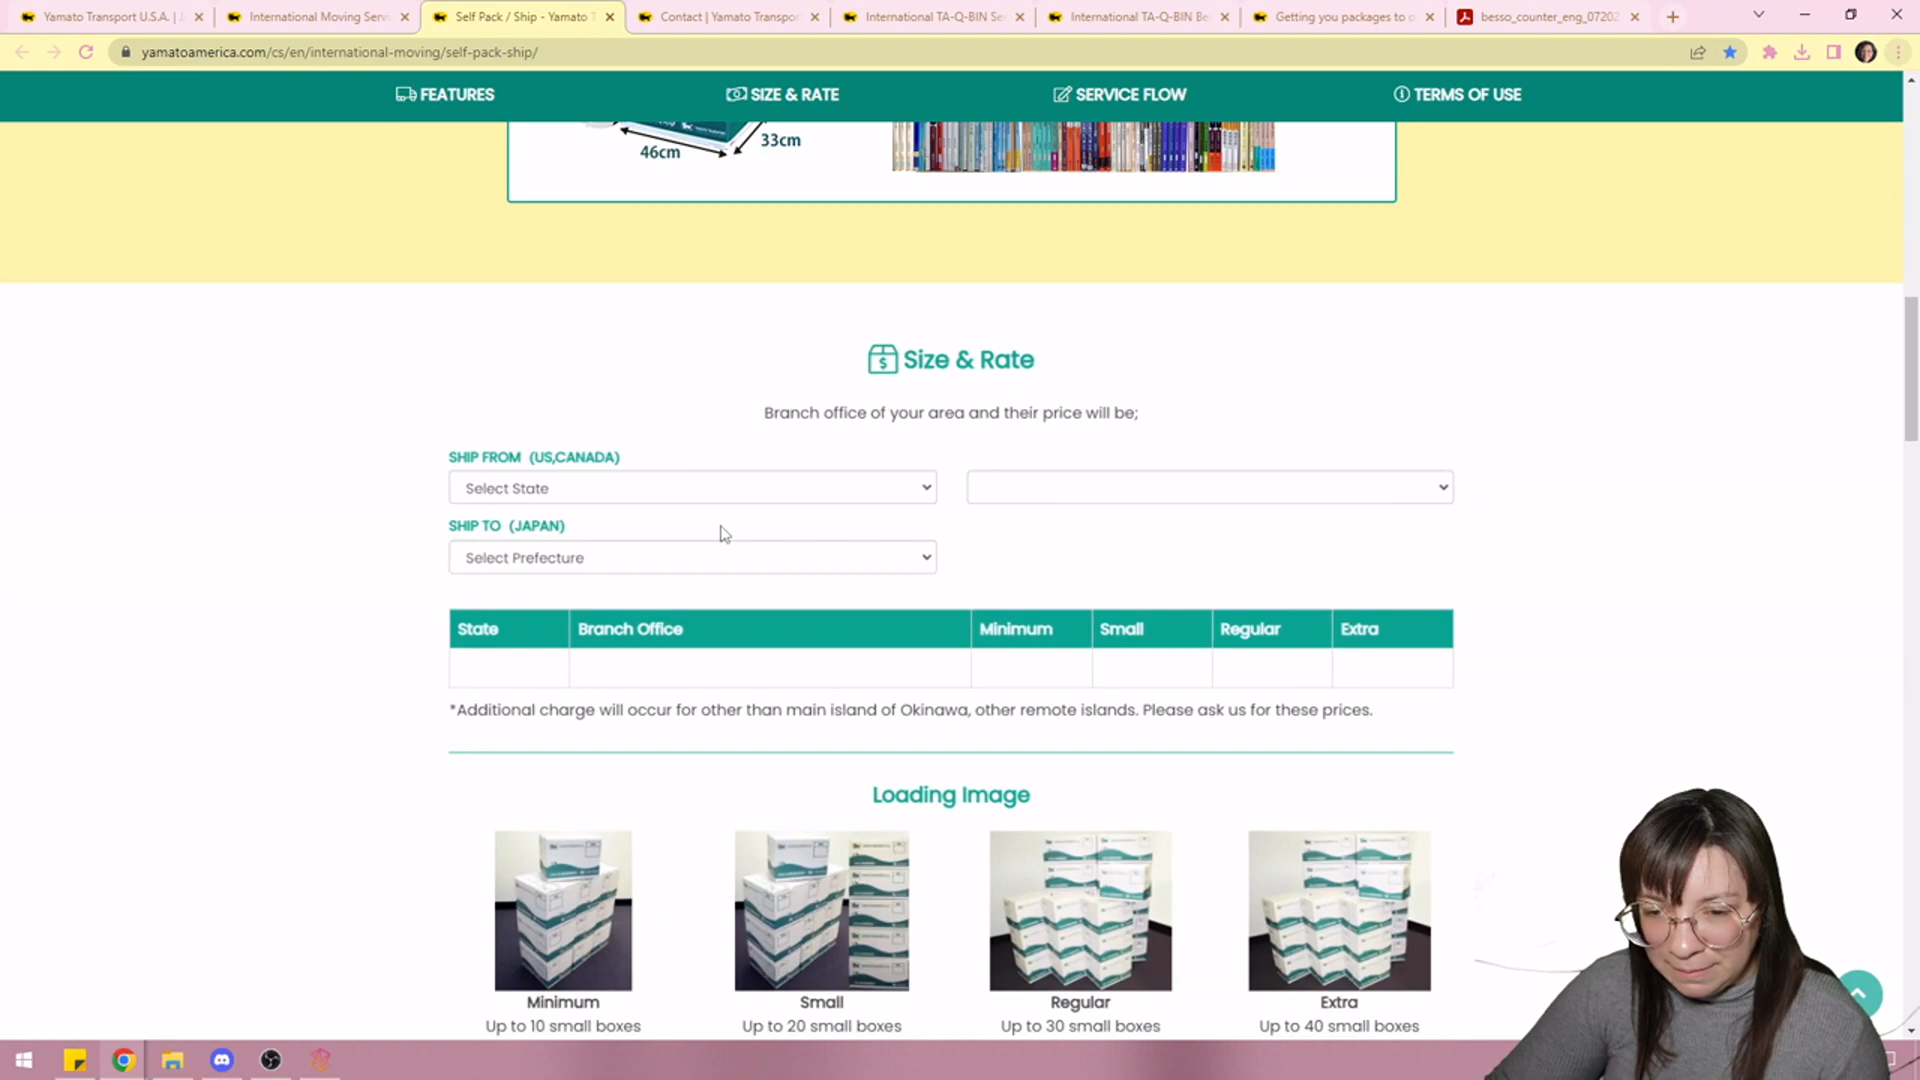 Yamato Transport U.S.A. | J
International Moving Servi
Self Pack / Ship - Yamato T
Contact | Yamato Transpor
International TA-Q-BIN Se
International TA-Q-BIN Be
Getting you packages to o
besso_counter_eng_07202
yamatoamerica.com/cs/en/international-moving/self-pack-ship/
FEATURES
SIZE & RATE
SERVICE FLOW
TERMS OF USE
46cm
33cm
Size & Rate
Branch office of your area and their price will be;
SHIP FROM (US,CANADA)
Select State
SHIP TO (JAPAN)
Select Prefecture
State Branch Office Minimum Small Regular Extra
*Additional charge will occur for other than main island of Okinawa, other remote islands. Please ask us for these prices.
Loading Image
Minimum
Small
Regular
Extra
Up to 10 small boxes
Up to 20 small boxes
Up to 30 small boxes
Up to 40 small boxes